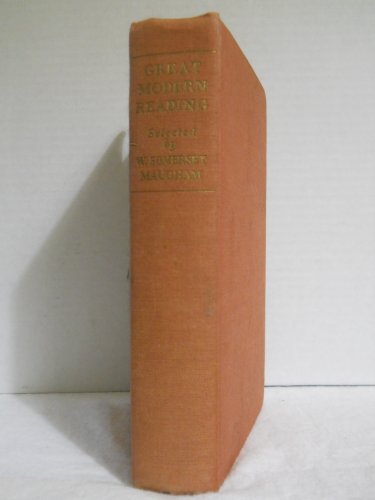 GREAT
MODERN
READING
Selected
by
W. SOMERSET
MAUGHAM